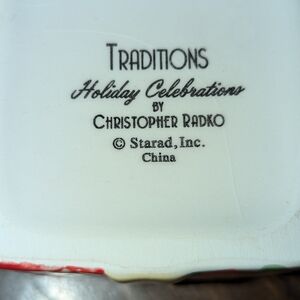 TRADITIONS
Holiday Celebrations
BY
CHRISTOPHER RADKO
© Starad, Inc.
China